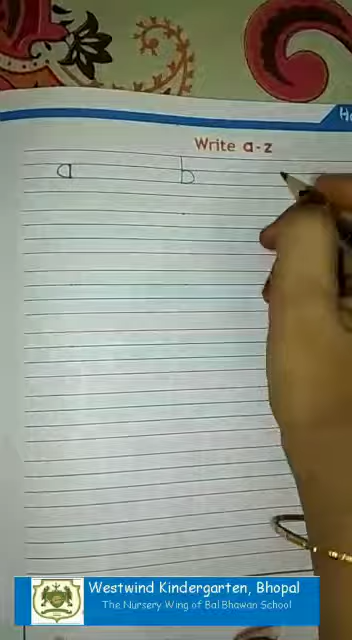 Write a-z
a b
Westwind Kindergarten, Bhopal
The Nursery Wing of Bal Bhawan School